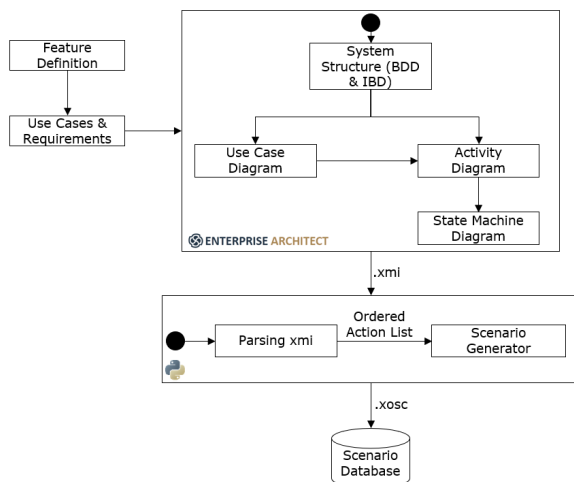 Feature
Definition
Use Cases &
Requirements
System
Structure (BDD
& IBD)
Use Case
Diagram
Activity
Diagram
State Machine
Diagram
ENTERPRISE ARCHITECT
.xmi
Parsing xmi
Ordered
Action List
Scenario
Generator
.xosc
Scenario
Database